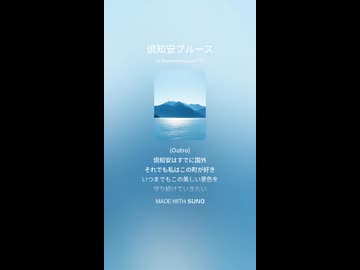 倶知安ブルース
(Outro)
倶知安はすでに国外
それでも私はこの町が好き
いつまでもこの美しい景色を
守り続けていきたい
MADE WITH SUNO